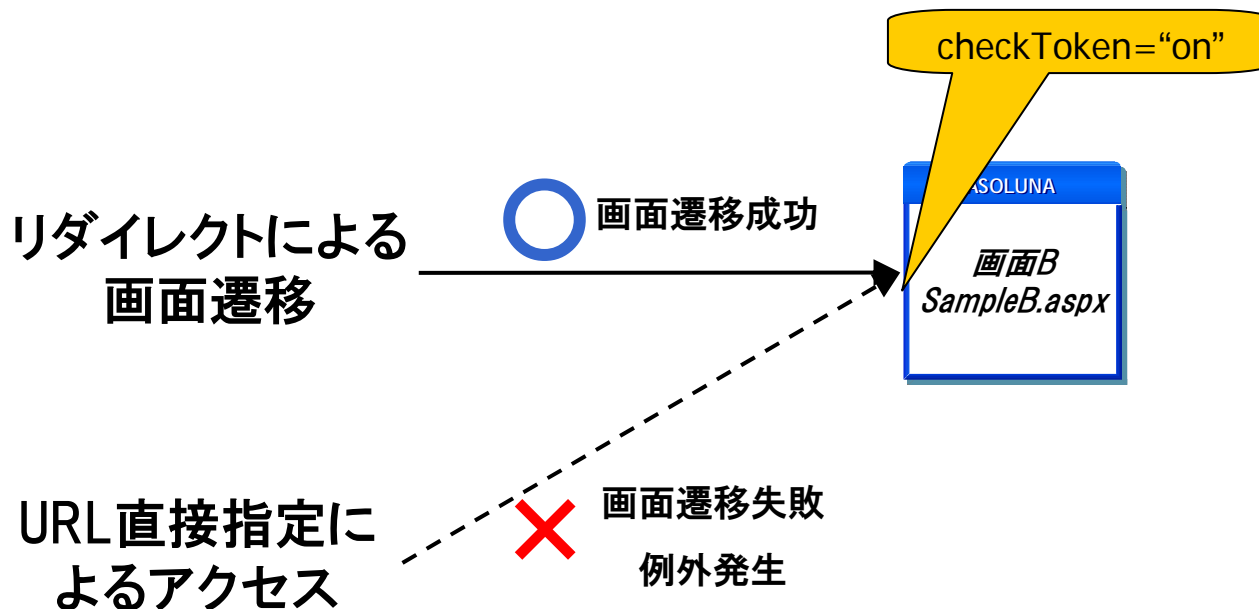 checkToken=“on”
ASOLUNA
画面遷移成功
リダイレクトによる
画面遷移
画面B
SampleB.aspx
画面遷移失敗
例外発生
URL直接指定に
よるアクセス